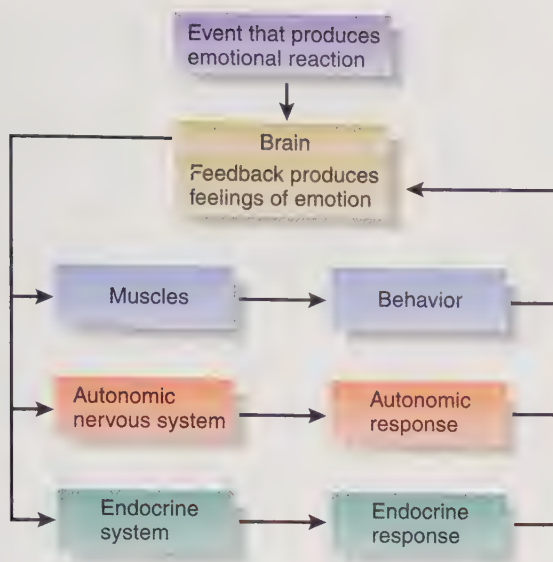 Event that produces
emotional reaction
Brain
Feedback produces
feelings of emotion
Muscles
Behavior
Autonomic
nervous system
Autonomic
response
Endocrine
system
Endocrine
response